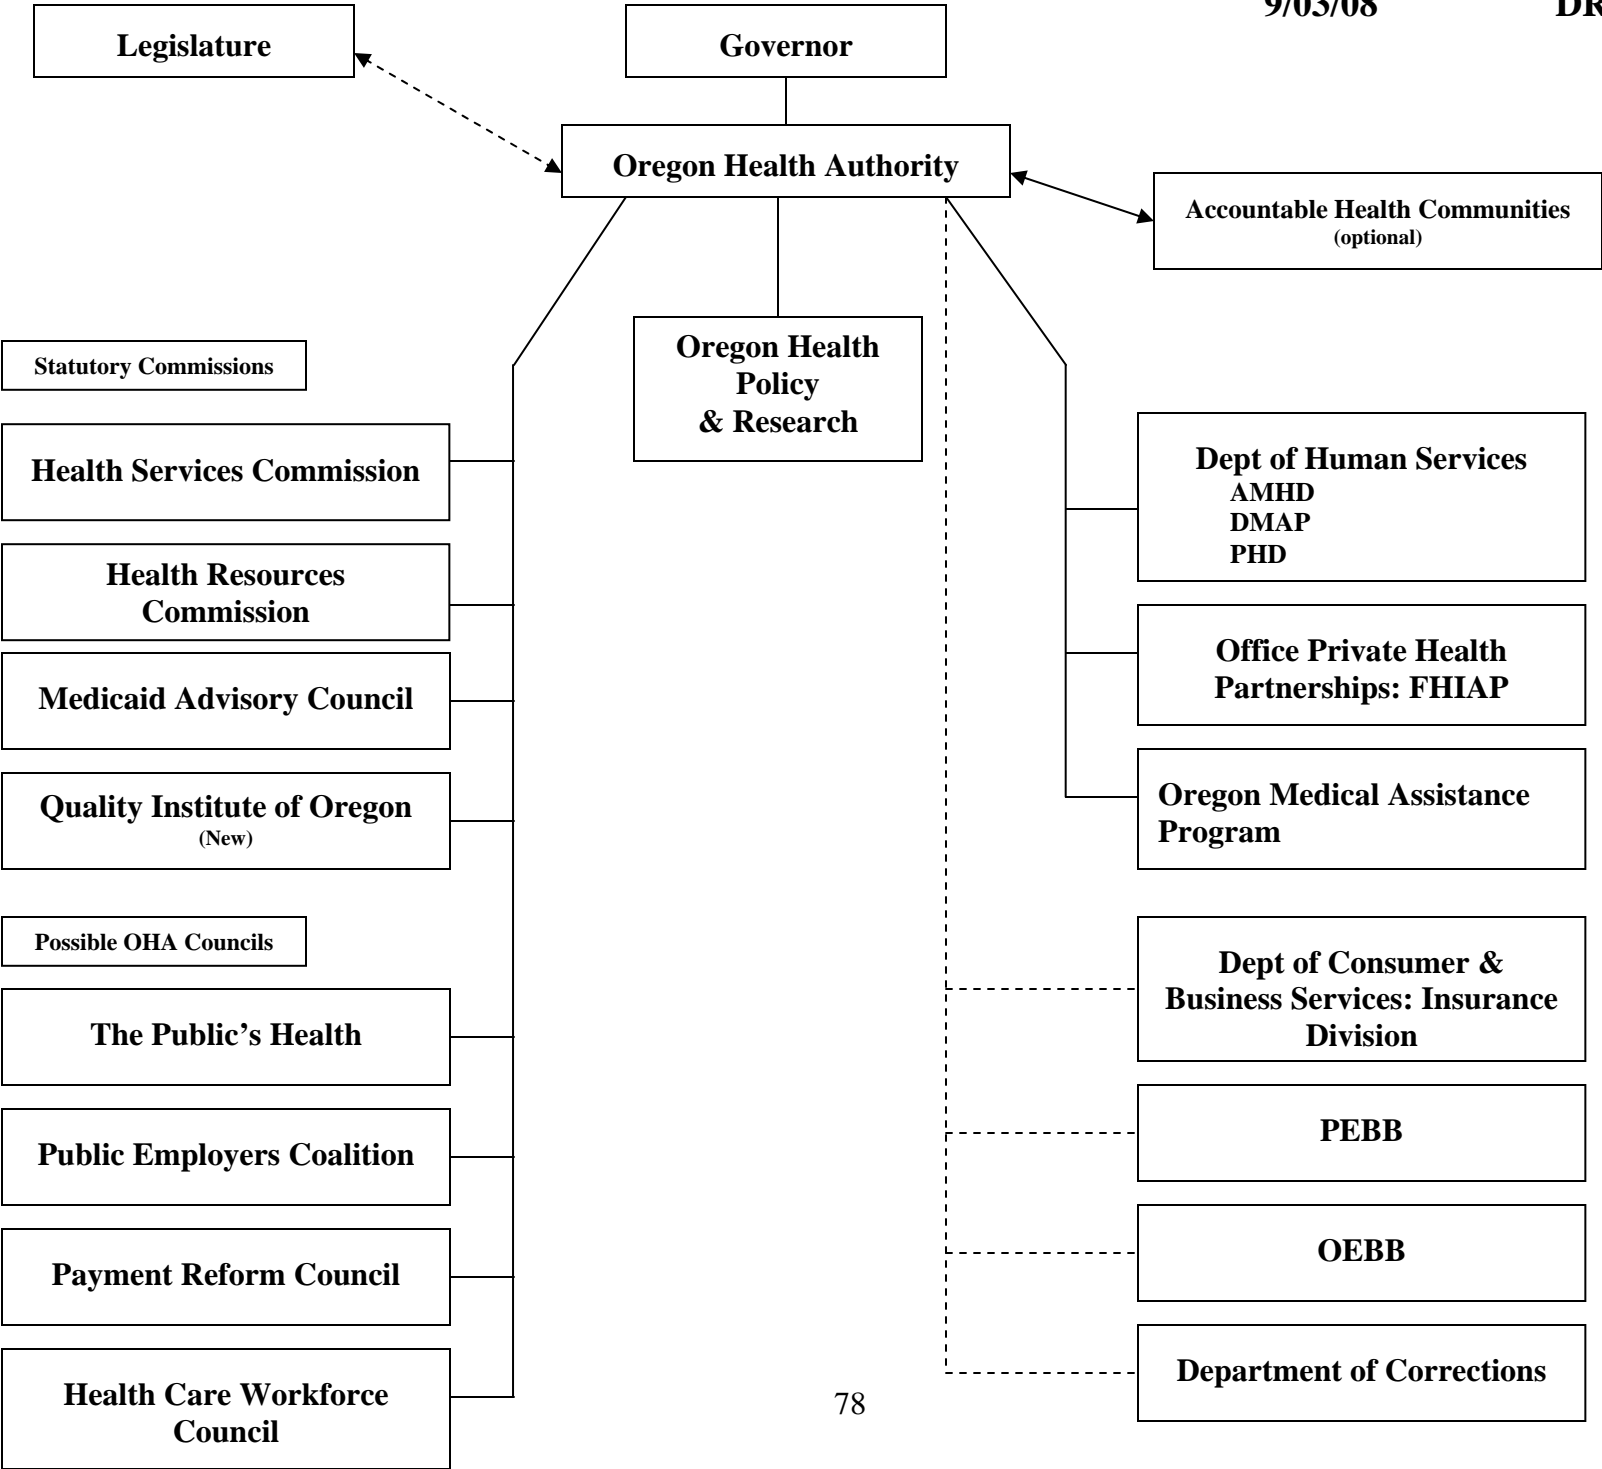 9/03/08
Legislature
Governor
Oregon Health Authority
Accountable Health Communities
(optional)
Oregon Health
Policy
& Research
Statutory Commissions
Health Services Commission
Health Resources
Commission
Medicaid Advisory Council
Quality Institute of Oregon
(New)
Possible OHA Councils
The Public’s Health
Public Employers Coalition
Payment Reform Council
Health Care Workforce
Council
Dept of Human Services
AMHD
DMAP
PHD
Office Private Health
Partnerships: FHIAP
Oregon Medical Assistance
Program
Dept of Consumer &
Business Services: Insurance
Division
PEBB
OEBB
Department of Corrections
78